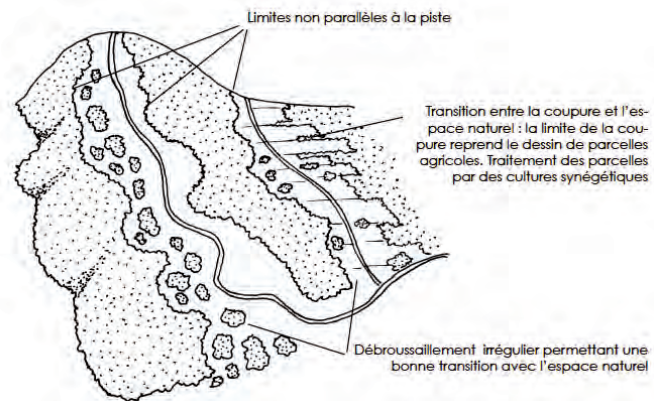 Limites non parallèles à la piste
Transition entre la coupure et l'es-
pace naturel : la limite de la cou-
pure reprend le dessin de parcelles
agricoles. Traitement des parcelles
par des cultures synégétiques
Débroussaillement irrégulier permettant une
bonne transition avec l'espace naturel